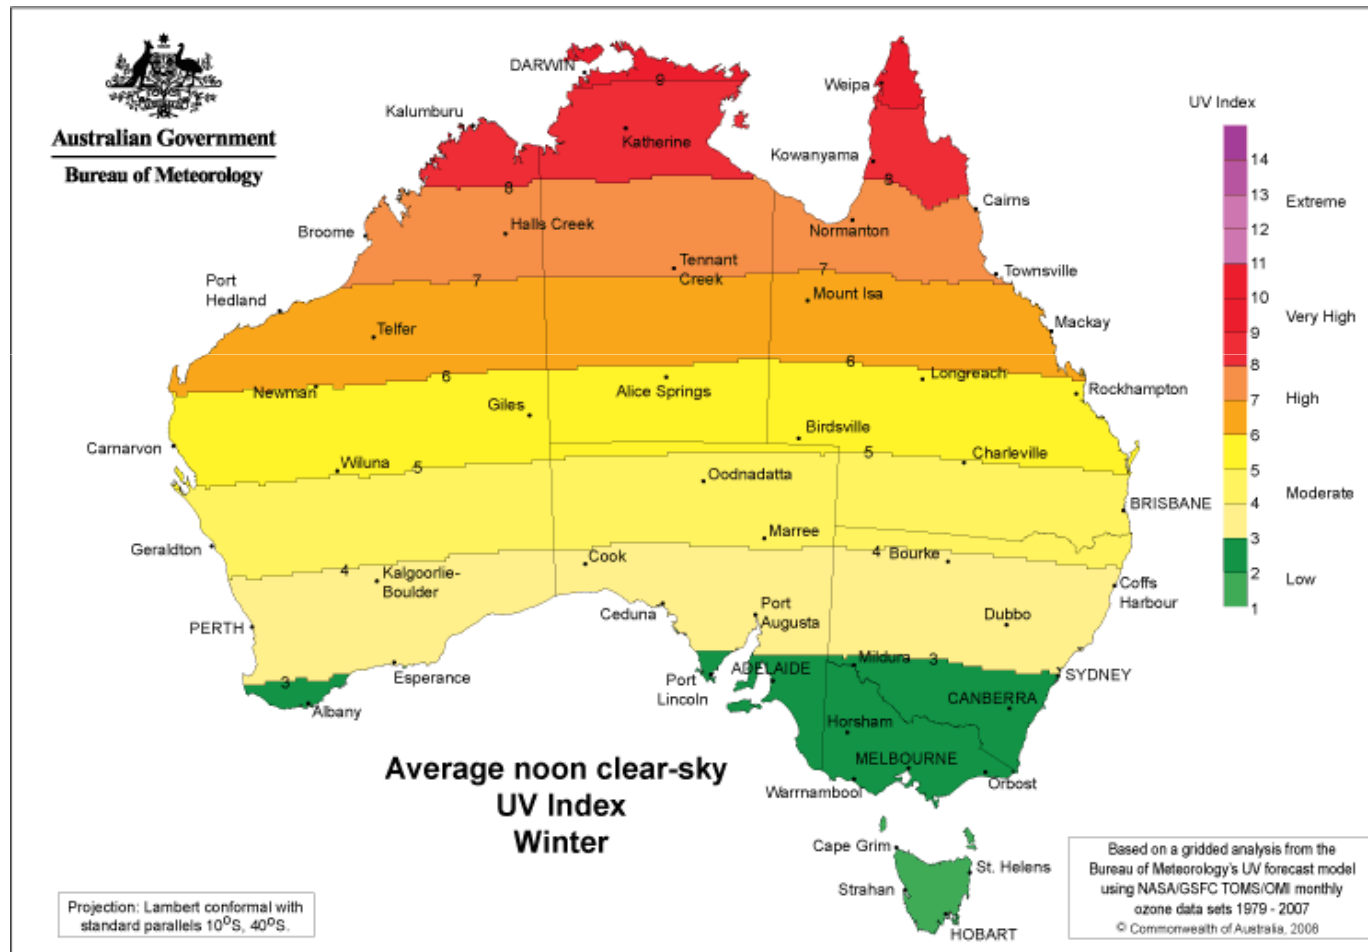 Australian Government
Bureau of Meteorology
DARWIN
Weipa
Kalumburu
9
Katherine
Kowanyama
8
8
Cairns
Halls Creek
Broome
Normanton
Tennant
Creek
7
7
Townsville
Port
Hedland
Mount Isa
Telfer
Mackay
6
6
Newman
Longreach
Alice Springs
Rockhampton
Giles
Birdsville
Carnarvon
Wiluna
5
5
Charleville
Oodnadatta
BRISBANE
Marree
Geraldton
4
4
Bourke
Cook
Kalgoorlie-
Boulder
Coffs
Harbour
Ceduna
Port
Augusta
Dubbo
PERTH
3
3
Mildura
ADELAIDE
SYDNEY
Esperance
Port
Lincoln
CANBERRA
Albany
Horsham
MELBOURNE
Orbost
Warrnambool
Cape Grim
St. Helens
Strahan
HOBART
UV Index
14
13
Extreme
12
11
10
Very High
9
8
High
7
6
5
Moderate
4
3
2
Low
1
Average noon clear-sky
UV Index
Winter
Projection: Lambert conformal with
standard parallels 10⁰S, 40⁰S.
Based on a gridded analysis from the
Bureau of Meteorology's UV forecast model
using NASA/GSFC TOMS/OMI monthly
ozone data sets 1979 - 2007
© Commonwealth of Australia, 2008